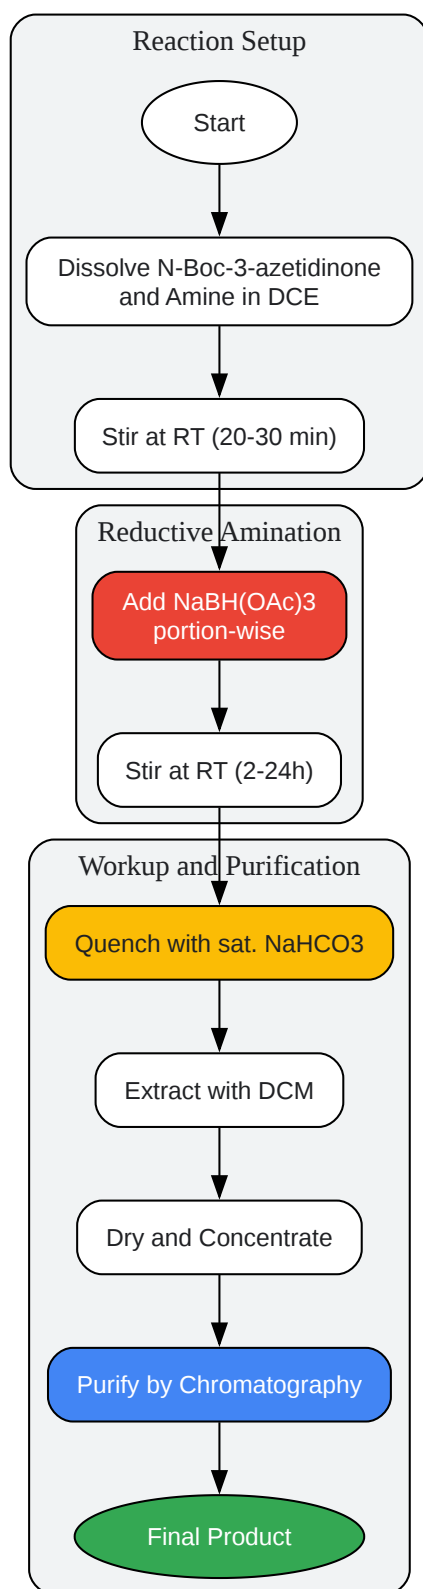 Reaction Setup
Start
Dissolve N-Boc-3-azetidinone
and Amine in DCE
Stir at RT (20-30 min)
Reductive Amination
Add NaBH(OAc)3
portion-wise
Stir at RT (2-24h)
Workup and Purification
Quench with sat. NaHCO3
Extract with DCM
Dry and Concentrate
Purify by Chromatography
Final Product